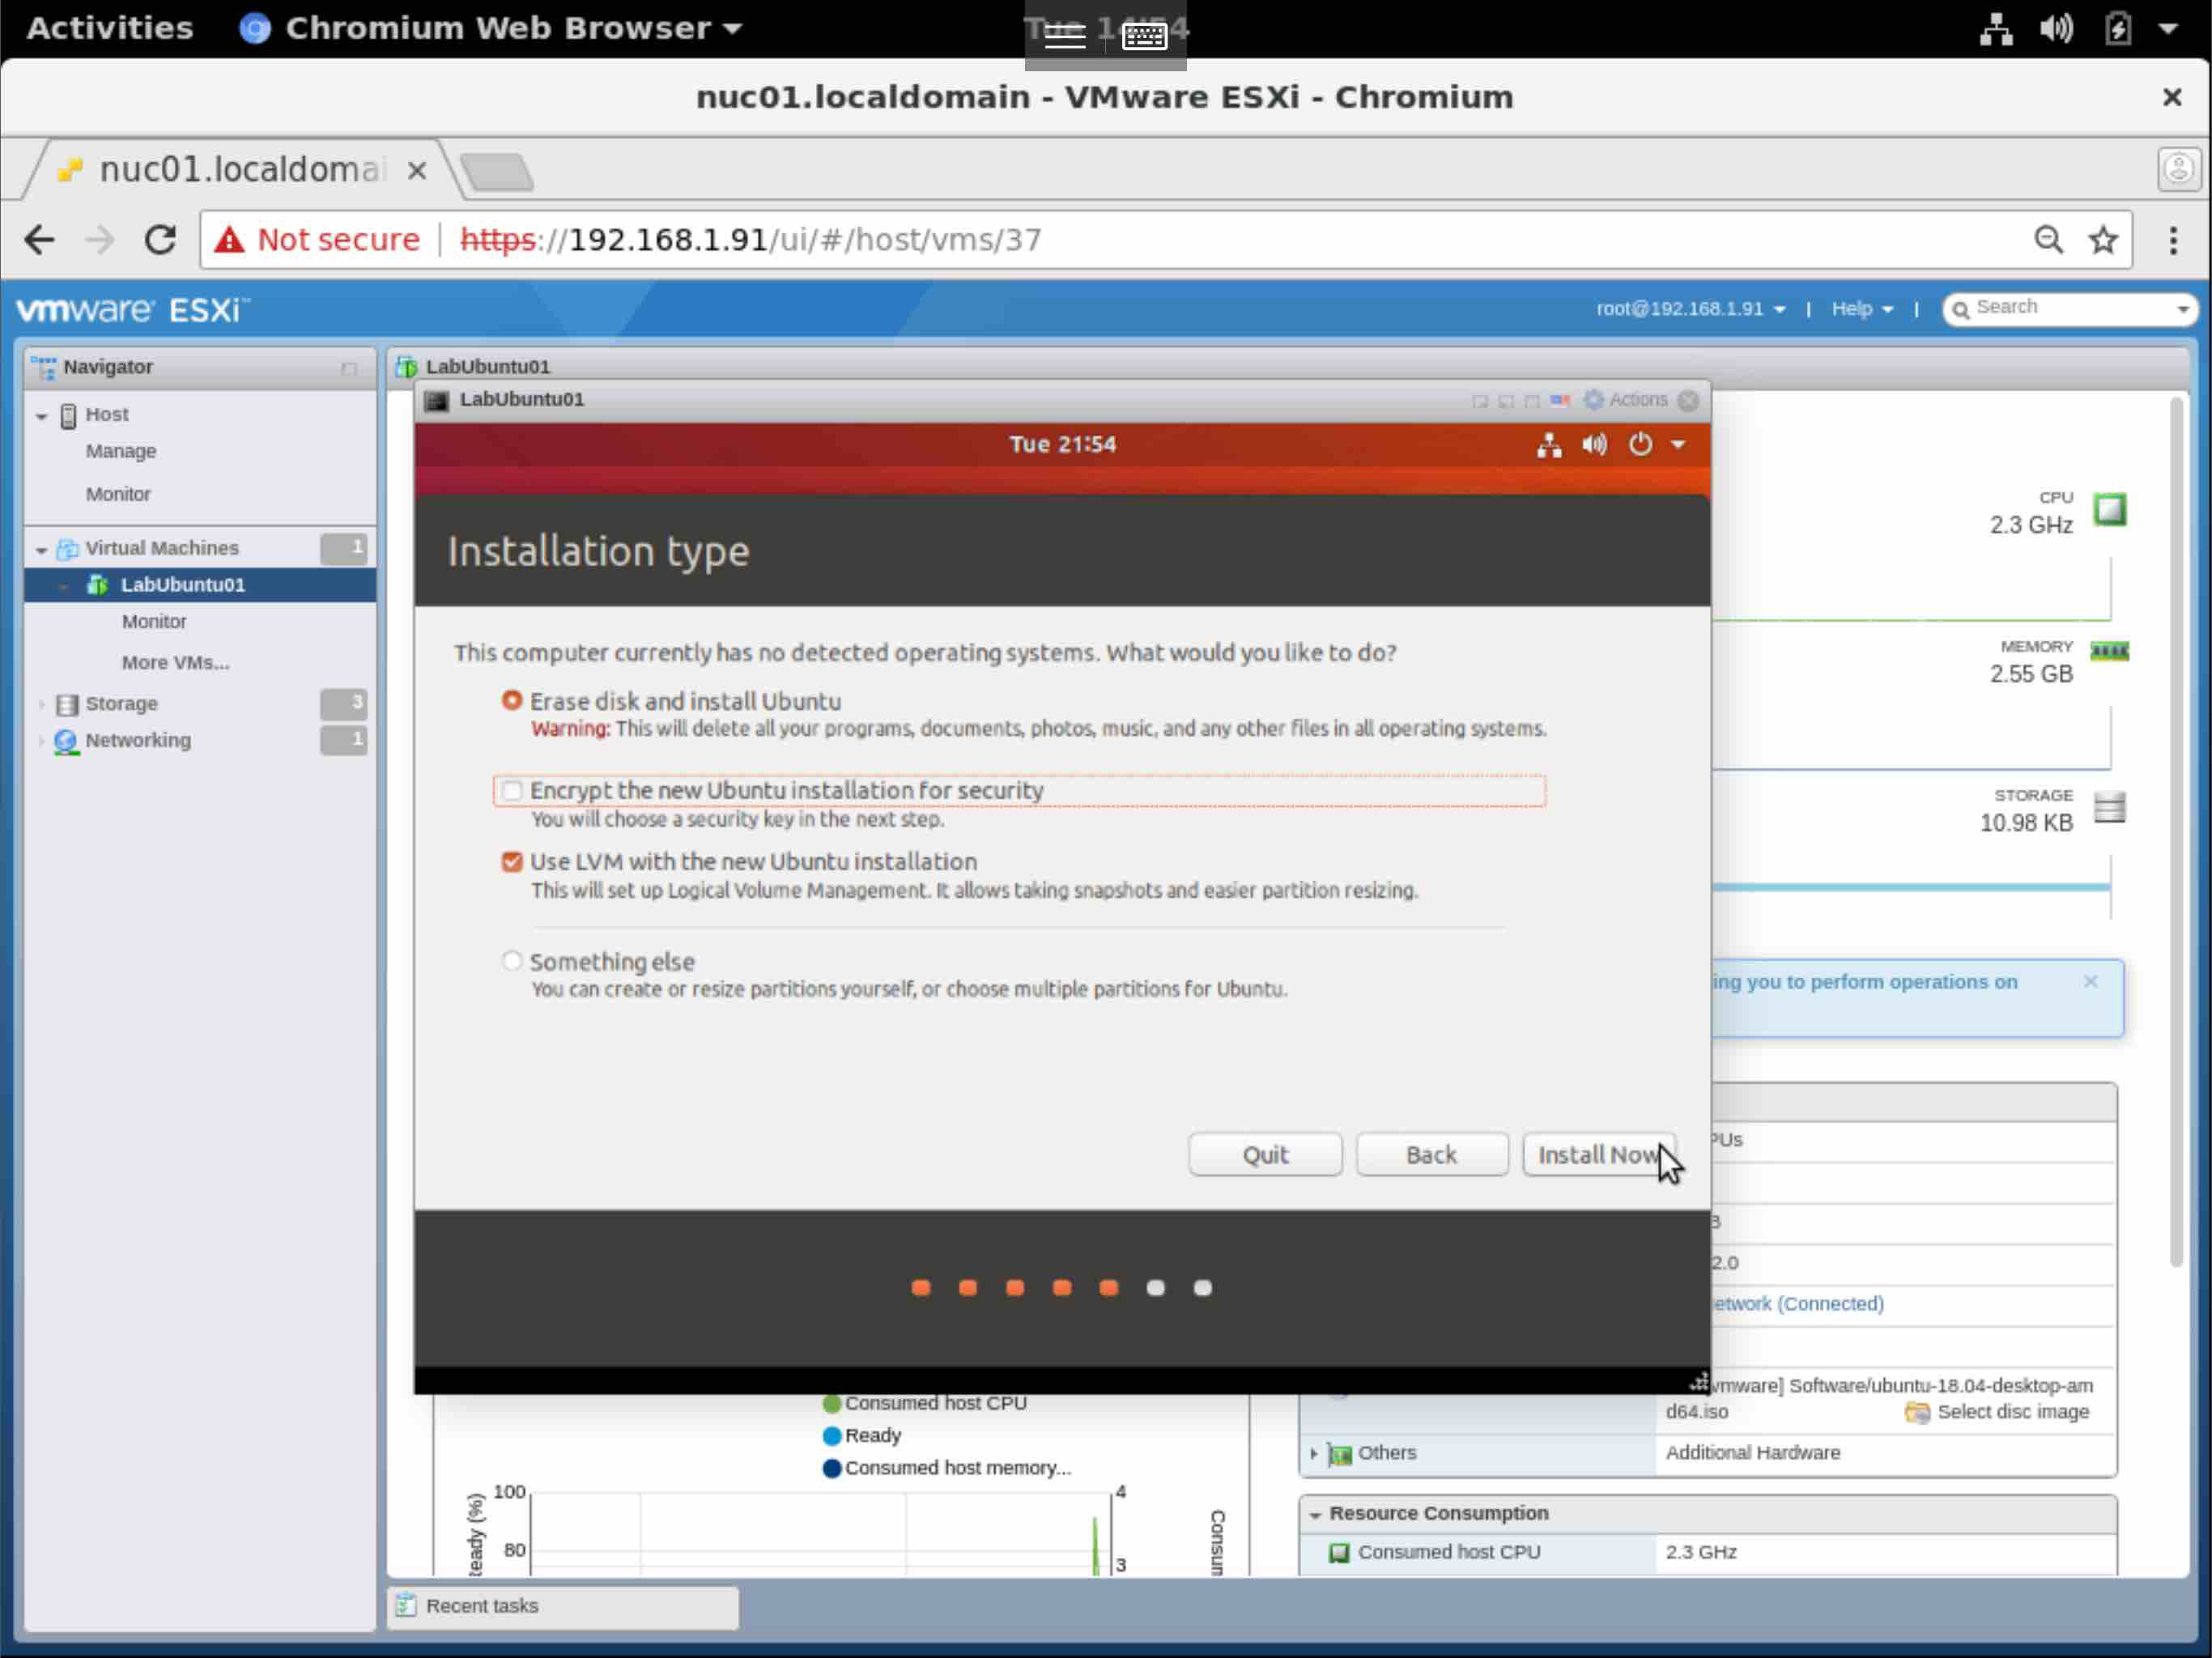 Activities Chromium Web Browser
nuc01.localdomain - VMware ESXi - Chromium
nuc01.localdomai
Not secure https://192.168.1.91/ui/#/host/vms/37
vmware ESXi™ root@192.168.1.91 | Help | Search
Navigator
Host
Manage
Monitor
Virtual Machines 1
LabUbuntu01
Monitor
More VMs...
Storage 3
Networking 1
LabUbuntu01
LabUbuntu01 Actions
Tue 21:54
Installation type
This computer currently has no detected operating systems. What would you like to do?
Erase disk and install Ubuntu
Warning: This will delete all your programs, documents, photos, music, and any other files in all operating systems.
Encrypt the new Ubuntu installation for security
You will choose a security key in the next step.
Use LVM with the new Ubuntu installation
This will set up Logical Volume Management. It allows taking snapshots and easier partition resizing.
Something else
You can create or resize partitions yourself, or choose multiple partitions for Ubuntu.
Quit Back Install Now
CPU
2.3 GHz
MEMORY
2.55 GB
STORAGE
10.98 KB
ing you to perform operations on
PUs
B
2.0
etwork (Connected)
vmware] Software/ubuntu-18.04-desktop-am
d64.iso Select disc image
Others Additional Hardware
Resource Consumption
Consumed host CPU 2.3 GHz
Consumed host CPU
Ready
Consumed host memory...
100 4
80 3
Consum
Recent tasks